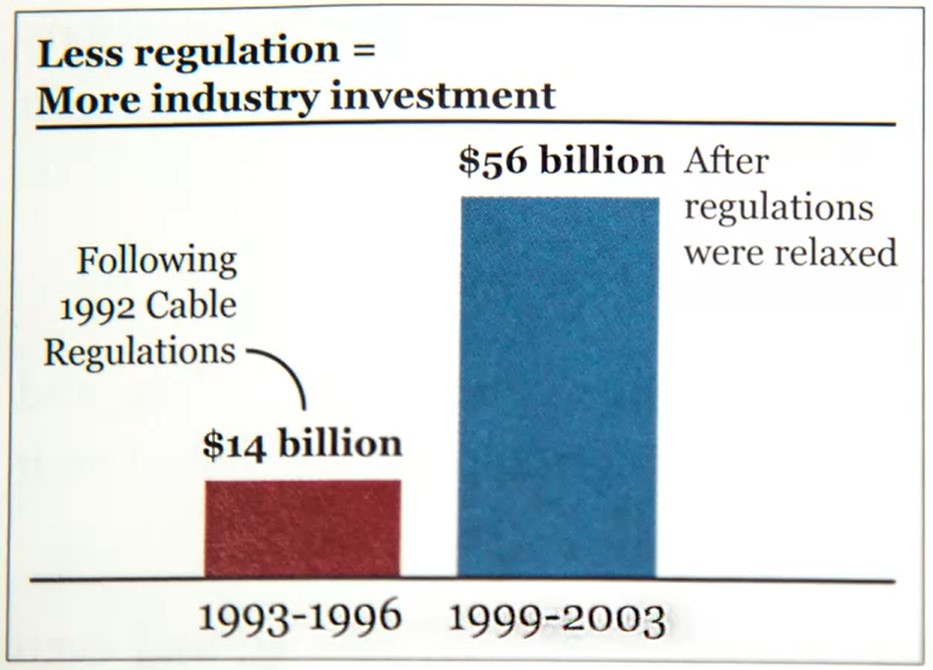 Less regulation =
More industry investment
$56 billion
After
regulations
were relaxed
Following
1992 Cable
Regulations
$14 billion
1993-1996
1999-2003